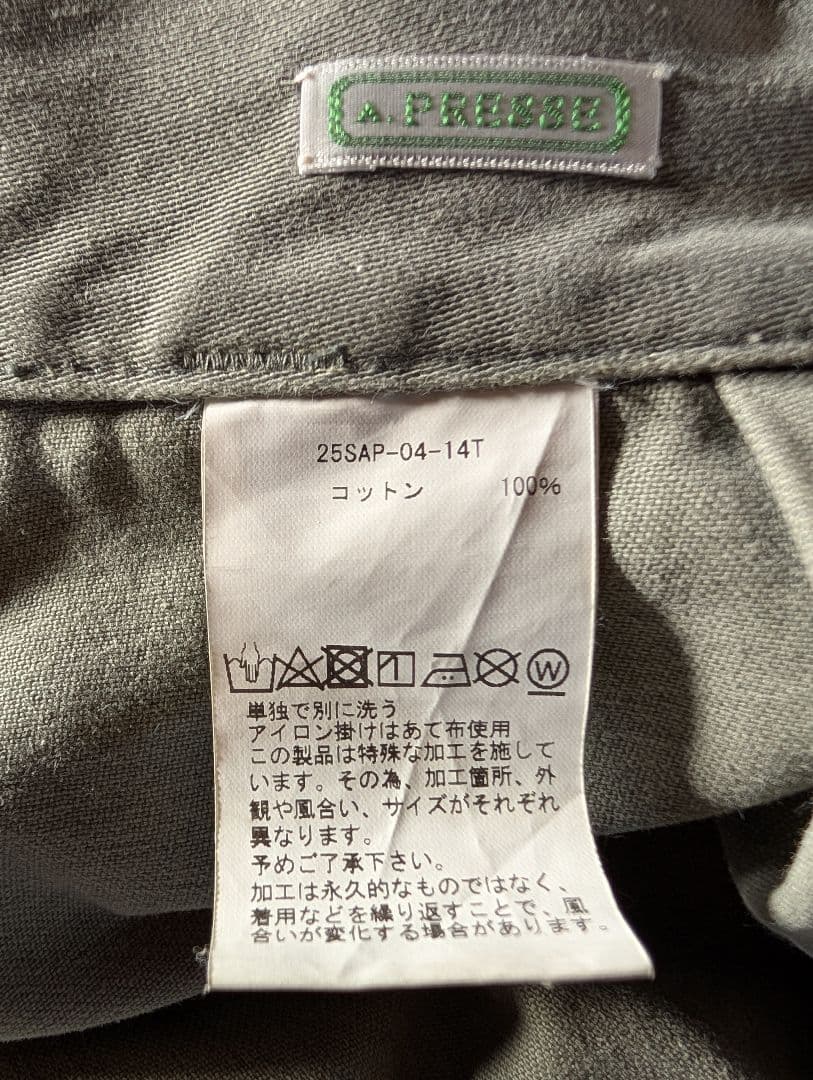 A.PRESSE
25SAP-04-14T
コットン 100%
単独で別に洗う
アイロン掛けはあて布使用
この製品は特殊な加工を施して
います。その為、加工箇所、外
観や風合い、サイズがそれぞれ
異なります。
予めご了承下さい。
加工は永久的なものではなく、
着用などを繰り返すことで、風
合いが変化する場合があります。